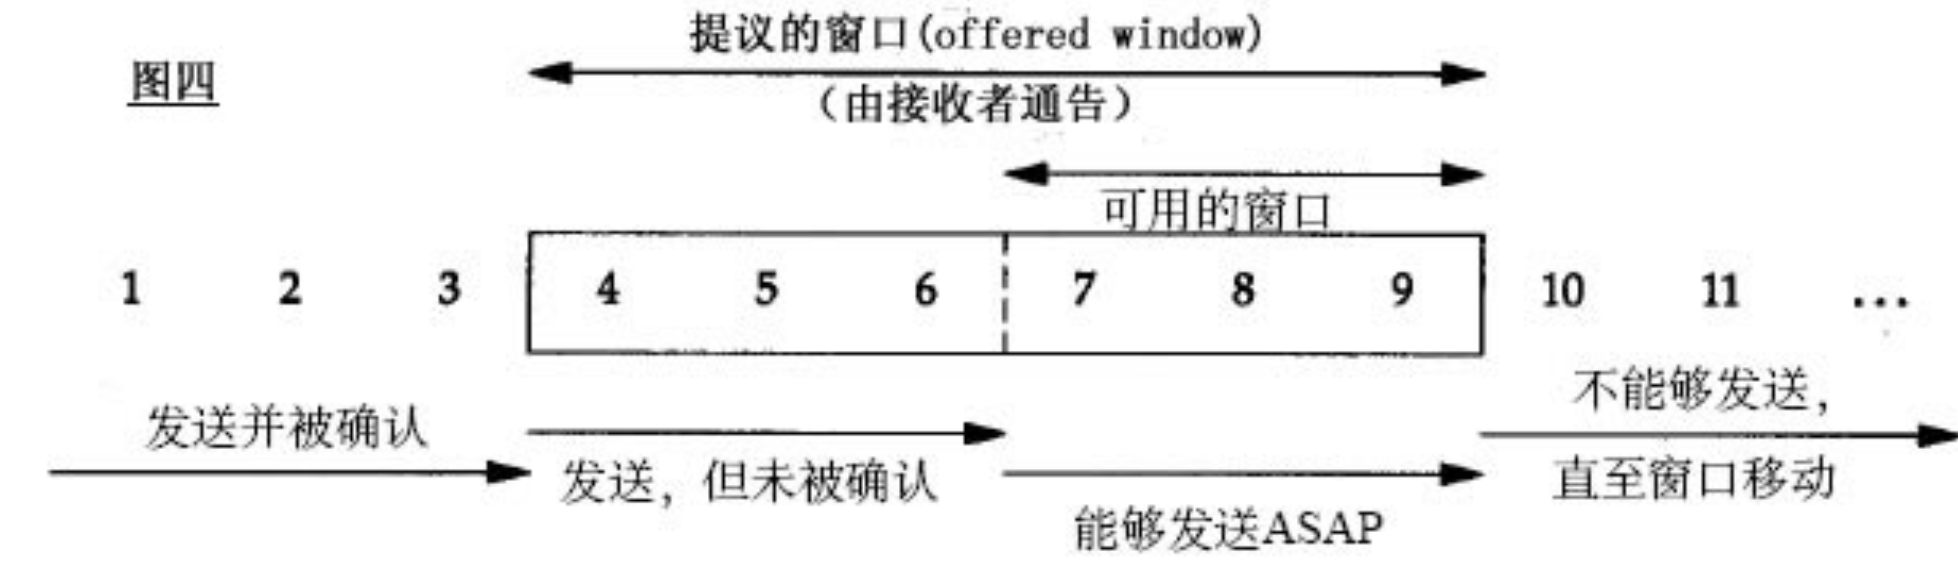 提议的窗口(offered window)
图四
（由接收者通告）
可用的窗口
1 2 3 4 5 6 7 8 9 10 11 ...
不能够发送，
发送并被确认
发送，但未被确认
直至窗口移动
能够发送ASAP